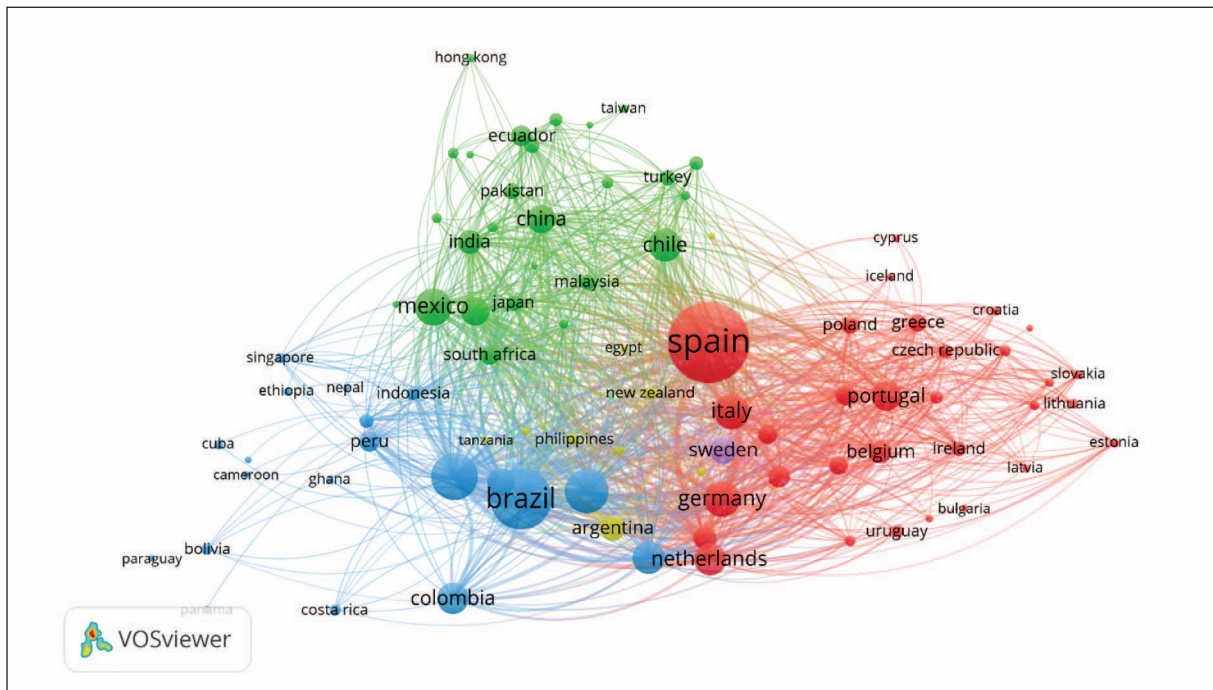 hong kong
taiwan
ecuador
turkey
pakistan
china
india
chile
cyprus
malaysia
iceland
mexico
japan
croatia
poland
greece
spain
egypt
czech republic
singapore
south africa
slovakia
ethiopia
nepal
indonesia
new zealand
portugal
lithuania
italy
cuba
peru
tanzania
philippines
sweden
belgium
ireland
estonia
cameroon
ghana
latvia
brazil
germany
bulgaria
argentina
uruguay
paraguay
bolivia
netherlands
colombia
panama
costa rica
VOSviewer